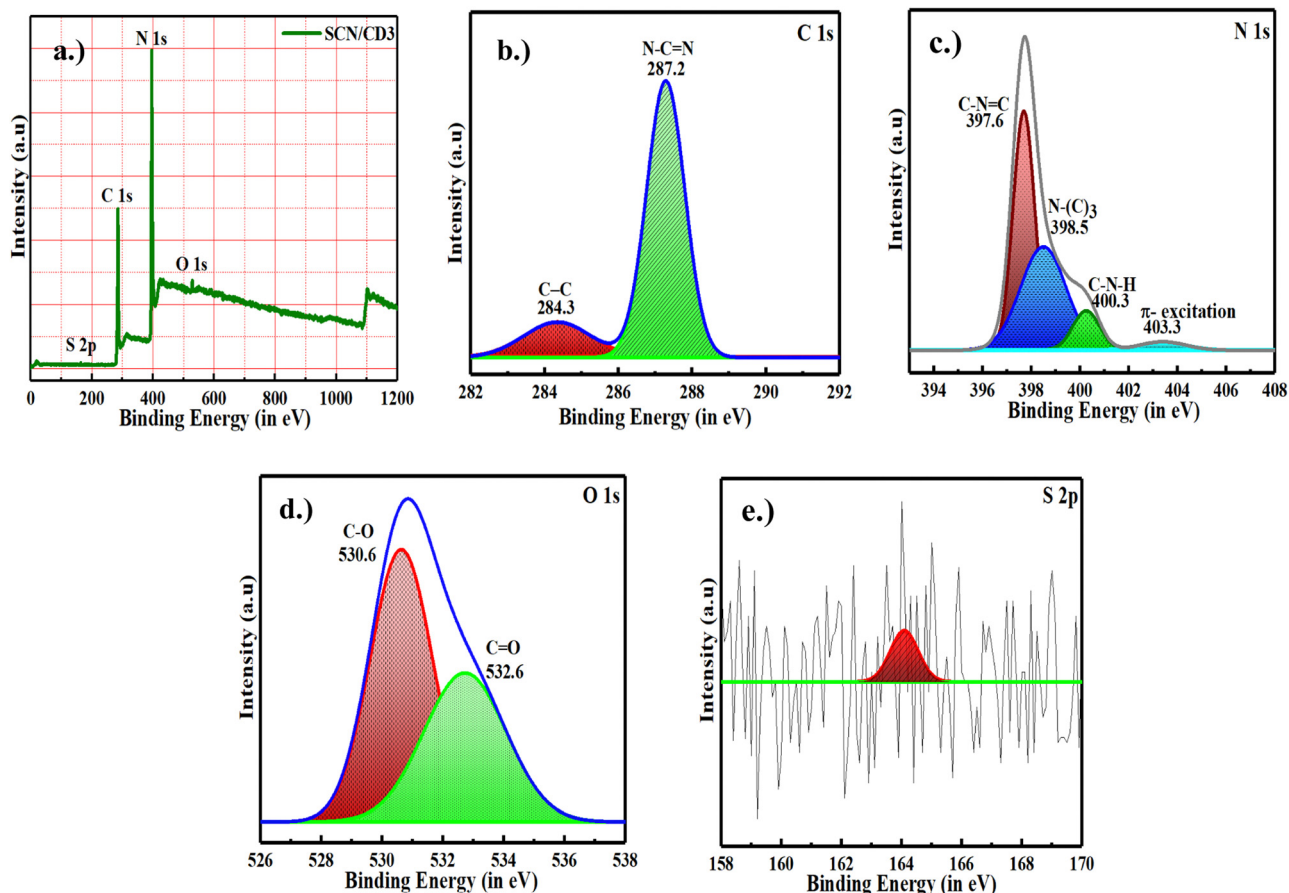 a.)
SCN/CD3
N 1s
C 1s
O 1s
S 2p
Intensity (a.u)
0 200 400 600 800 1000 1200
Binding Energy (in eV)
b.)
C 1s
N-C=N
287.2
C–C
284.3
Intensity (a.u)
282 284 286 288 290 292
Binding Energy (in eV)
c.)
N 1s
C-N=C
397.6
N-(C)3
398.5
C-N-H
400.3
π- excitation
403.3
Intensity (a.u)
394 396 398 400 402 404 406 408
Binding Energy (in eV)
d.)
O 1s
C-O
530.6
C=O
532.6
Intensity (a.u)
526 528 530 532 534 536 538
Binding Energy (in eV)
e.)
S 2p
Intensity (a.u)
158 160 162 164 166 168 170
Binding Energy (in eV)